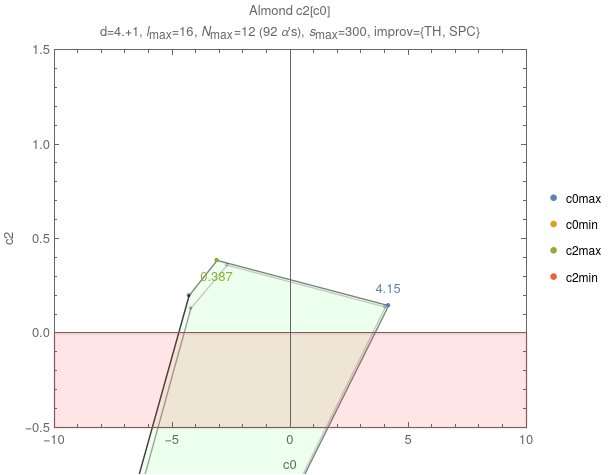 Almond c2[c0]
d=4.+1, lmax=16, Nmax=12 (92 α's), smax=300, improv={TH, SPC}
1.5
1.0
0.5
0.0
−0.5
c2
0.387
4.15
−10
−5
0
5
10
c0
c0max
c0min
c2max
c2min